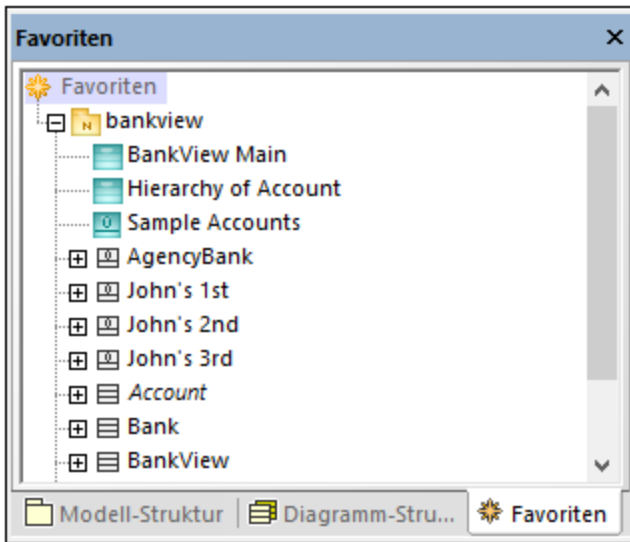 Favoriten
Favoriten
bankview
BankView Main
Hierarchy of Account
Sample Accounts
AgencyBank
John's 1st
John's 2nd
John's 3rd
Account
Bank
BankView
Modell-Struktur Diagramm-Stru... Favoriten